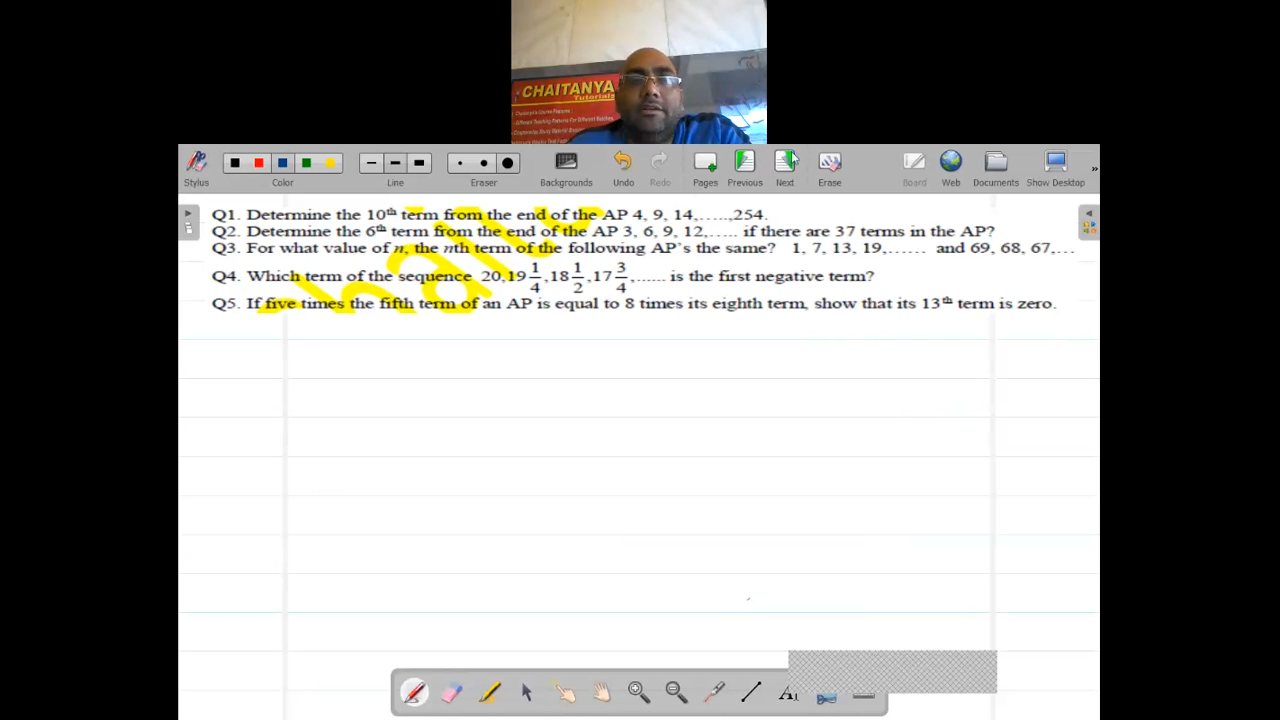 CHAITANYA
Tutorials
Stylus
Color
Line
Eraser
Backgrounds
Undo
Redo
Pages
Previous
Next
Erase
Board
Web
Documents
Show Desktop
»
Q1. Determine the 10th term from the end of the AP 4, 9, 14,…..,254.
Q2. Determine the 6th term from the end of the AP 3, 6, 9, 12,….. if there are 37 terms in the AP?
Q3. For what value of n, the nth term of the following AP's the same? 1, 7, 13, 19,…… and 69, 68, 67,…
Q4. Which term of the sequence 20,19 1/4,18 1/2,17 3/4,...... is the first negative term?
Q5. If five times the fifth term of an AP is equal to 8 times its eighth term, show that its 13th term is zero.